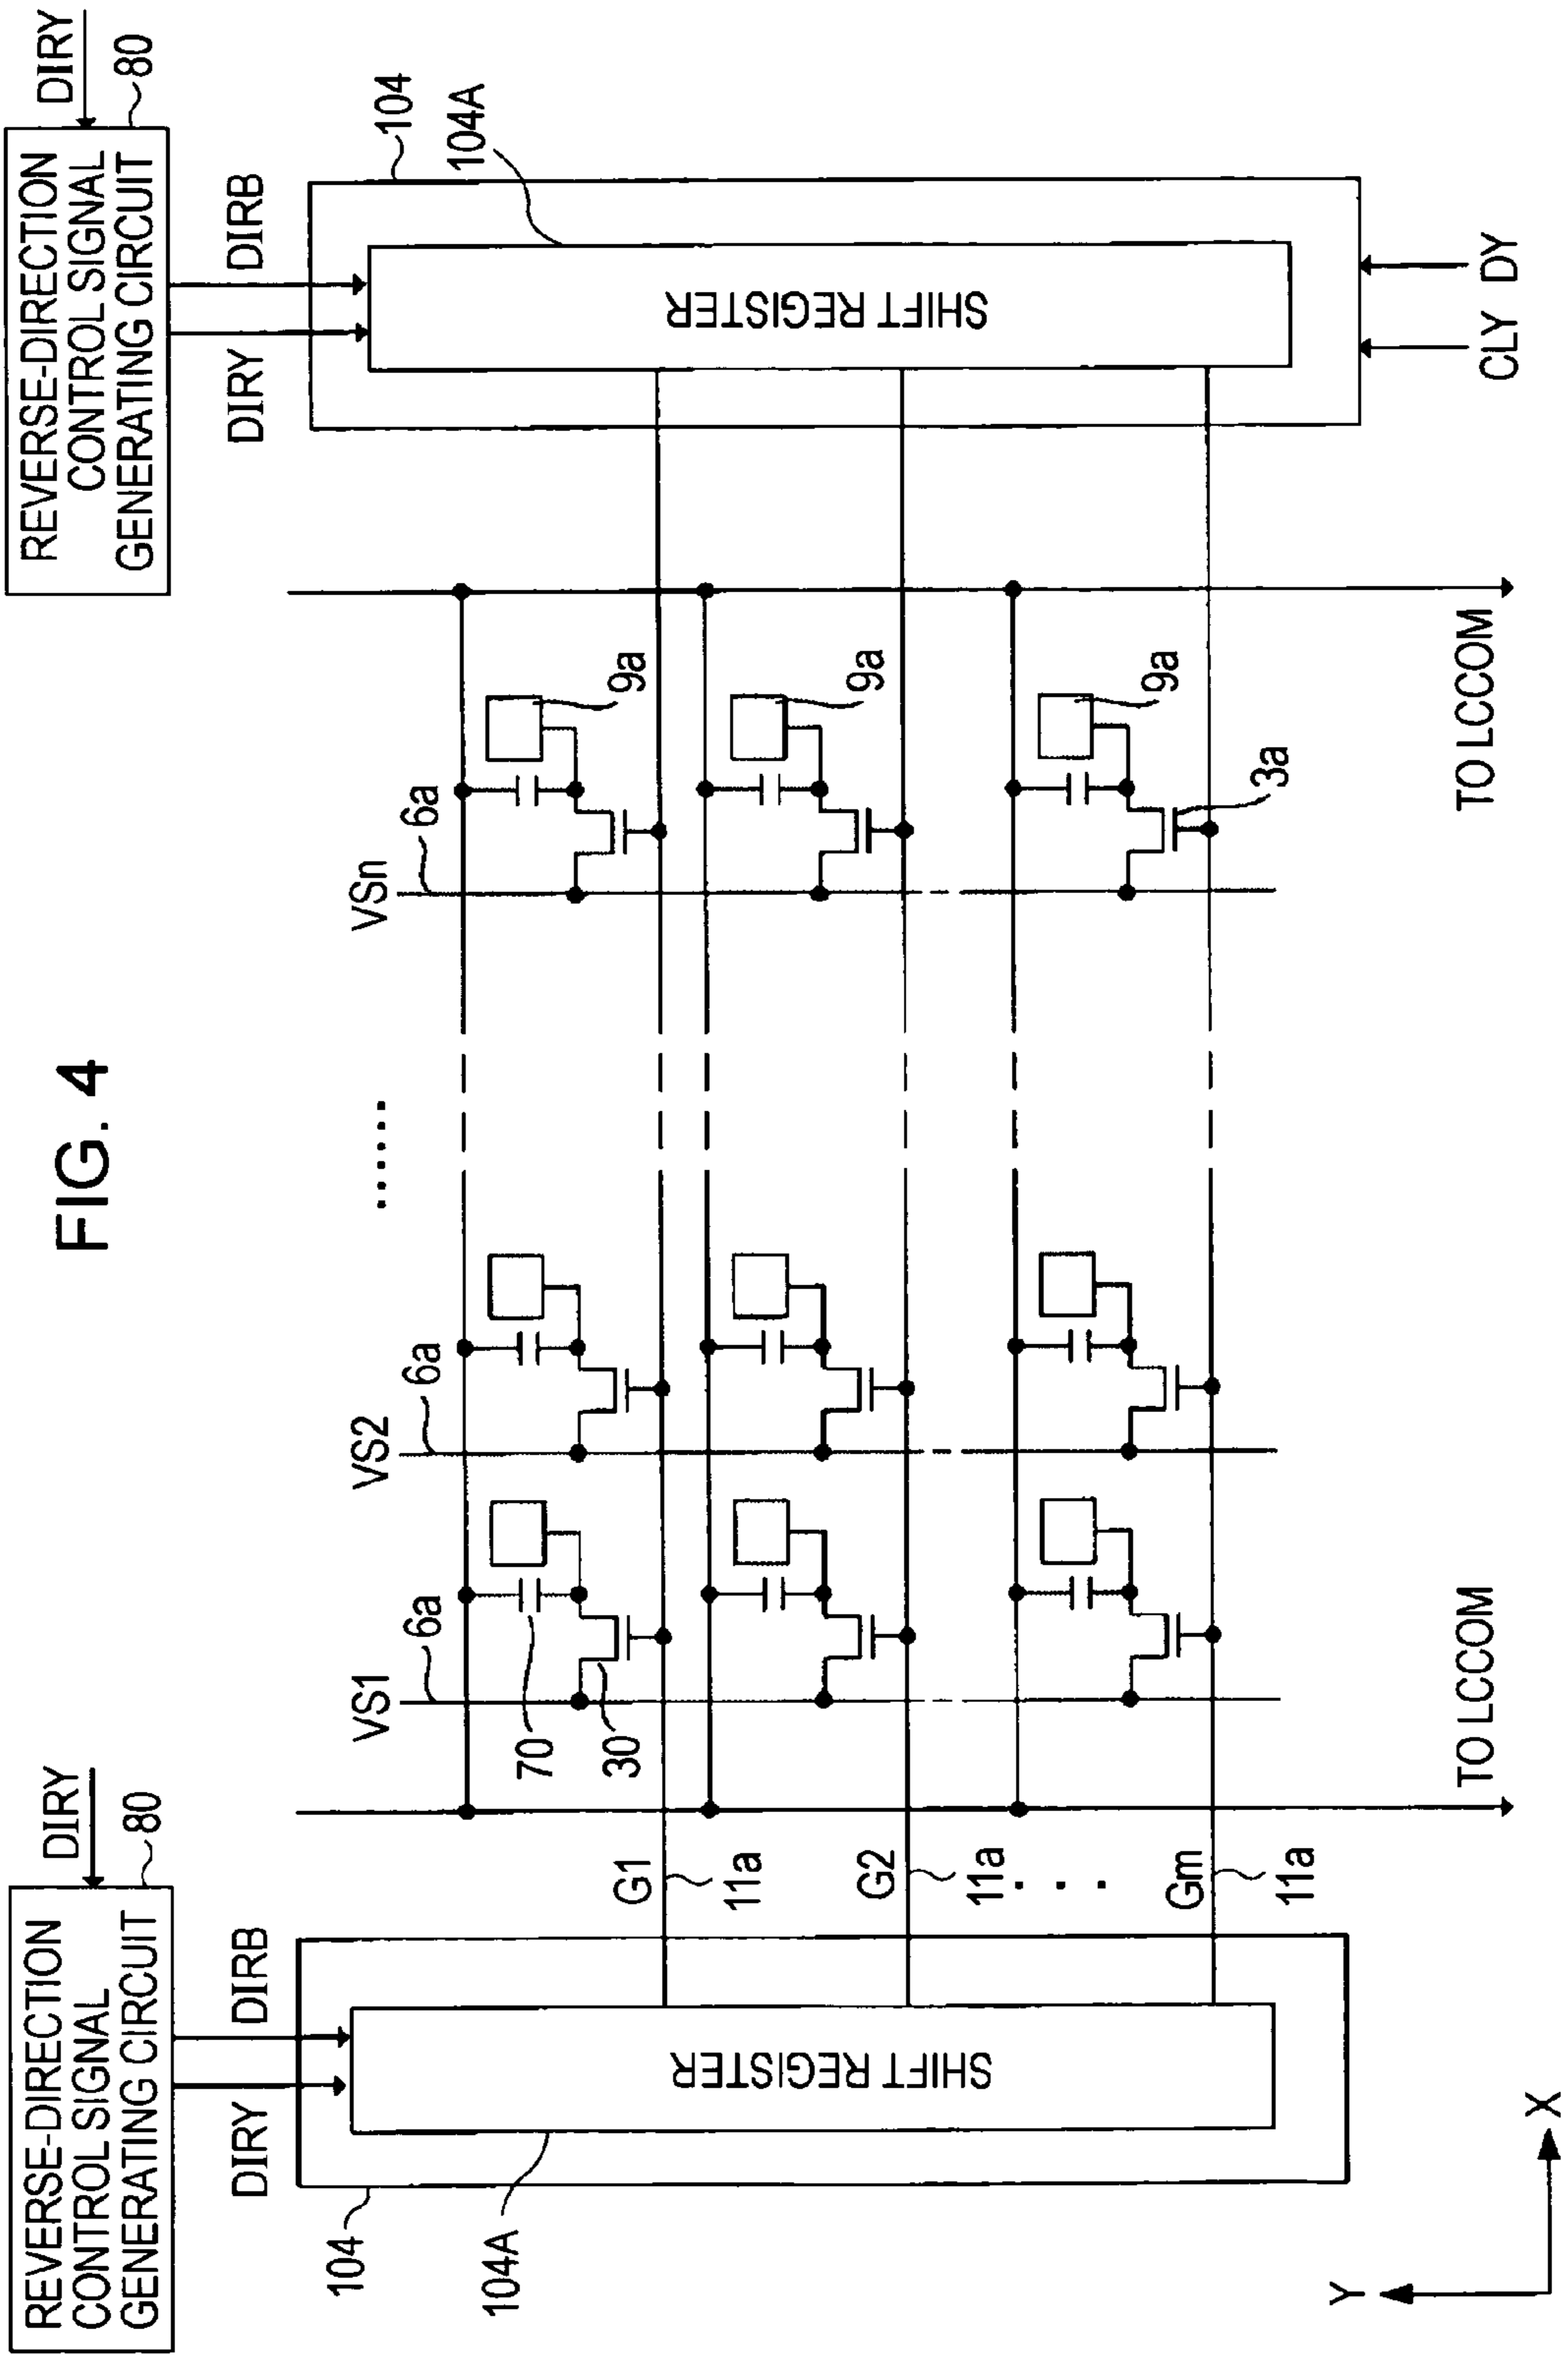 FIG. 4
REVERSE-DIRECTION
CONTROL SIGNAL
GENERATING CIRCUIT
DIRY
80
DIRY
DIRB
104
104A
SHIFT REGISTER
REVERSE-DIRECTION
CONTROL SIGNAL
GENERATING CIRCUIT
DIRY
80
DIRY
DIRB
104
104A
SHIFT REGISTER
CLY
DY
VS1
6a
VS2
6a
......
VSn
6a
70
30
9a
G1
11a
9a
G2
11a
. . .
9a
3a
Gm
11a
TO LCCOM
TO LCCOM
Y
X